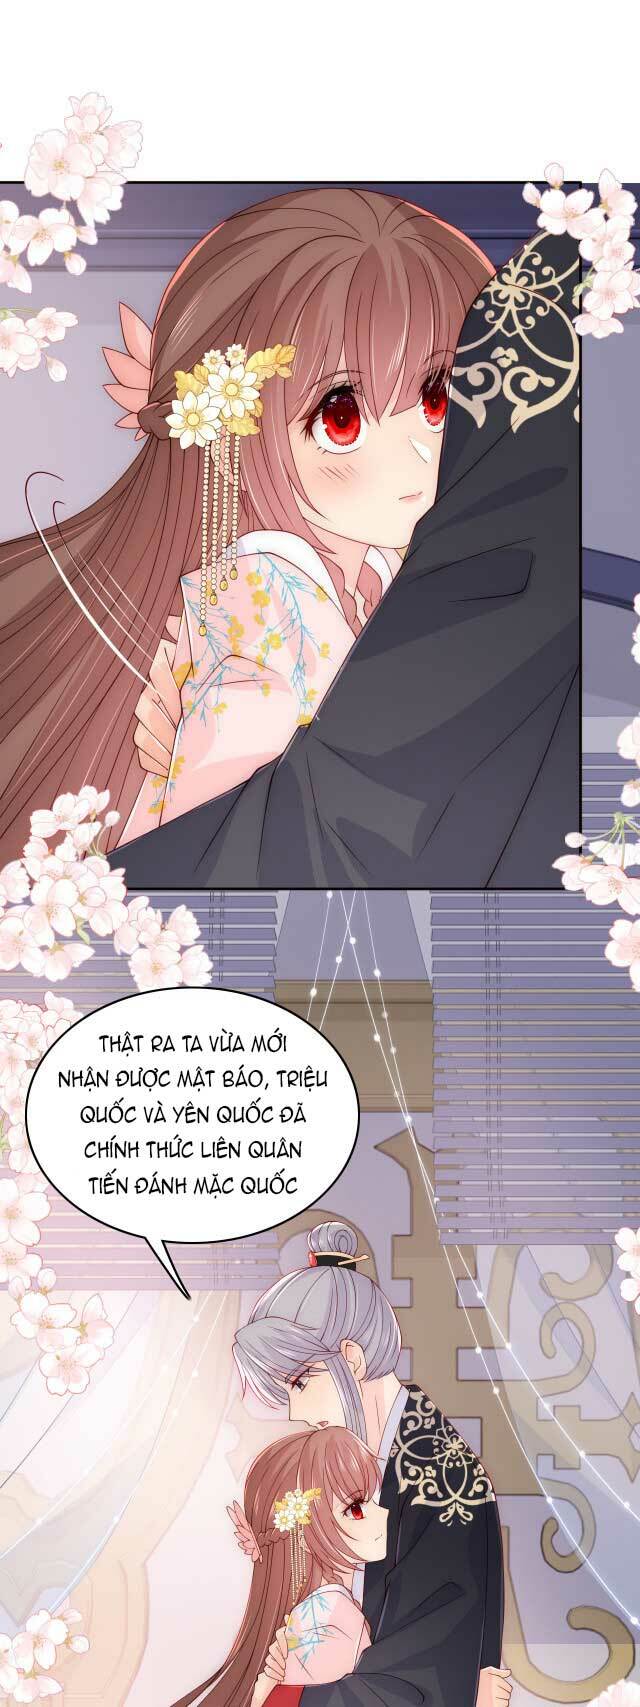 THẬT RA TA VỪA MỚI
NHẬN ĐƯỢC MẬT BÁO, TRIỆU
QUỐC VÀ YÊN QUỐC ĐÃ
CHÍNH THỨC LIÊN QUÂN
TIẾN ĐÁNH MẶC QUỐC